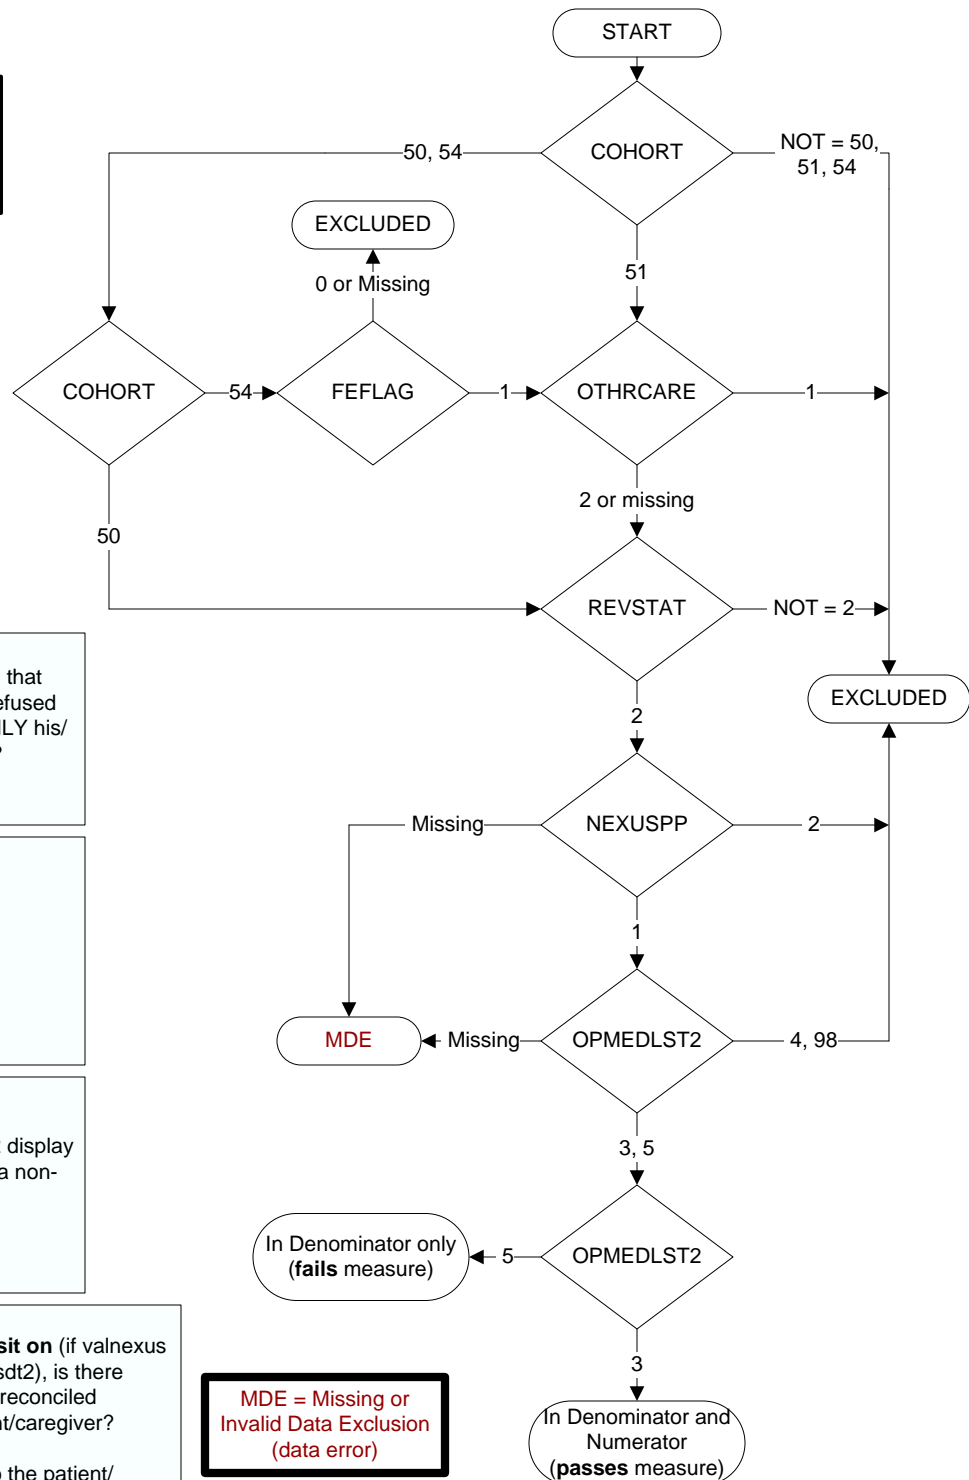 START
COHORT
50, 54
NOT = 50,
51, 54
EXCLUDED
0 or Missing
51
COHORT
54
FEFLAG
1
OTHRCARE
1
2 or missing
50
REVSTAT
NOT = 2
that
efused
NLY his/
EXCLUDED
2
Missing
NEXUSPP
2
1
MDE
Missing
OPMEDLST2
4, 98
display
a non-
3, 5
In Denominator only
(fails measure)
5
OPMEDLST2
sit on (if valnexus
sdt2), is there
reconciled
nt/caregiver?
o the patient/
MDE = Missing or
Invalid Data Exclusion
(data error)
3
In Denominator and
Numerator
(passes measure)